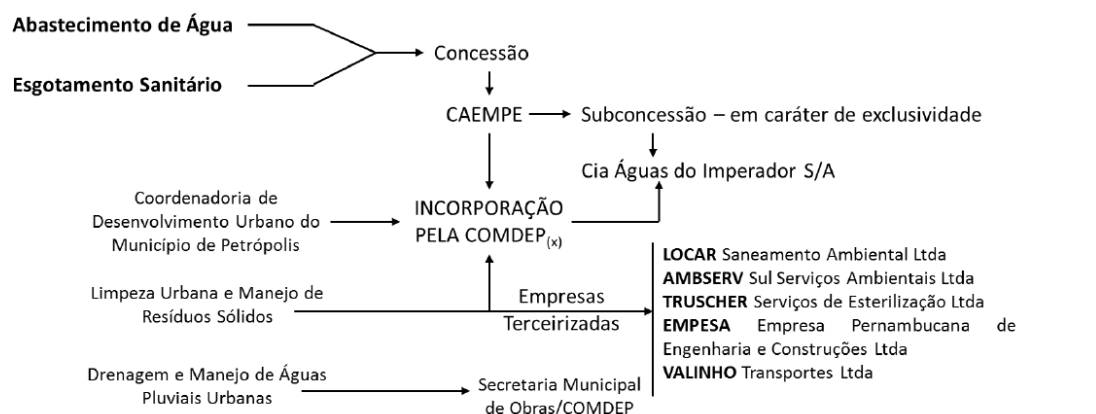 Abastecimento de Água
Esgotamento Sanitário
Concessão
CAEMPE
Subconcessão – em caráter de exclusividade
Cia Águas do Imperador S/A
Coordenadoria de
Desenvolvimento Urbano do
Município de Petrópolis
INCORPORAÇÃO
PELA COMDEP(x)
Limpeza Urbana e Manejo de
Resíduos Sólidos
Empresas
Terceirizadas
LOCAR Saneamento Ambiental Ltda
AMBSERV Sul Serviços Ambientais Ltda
TRUSCHER Serviços de Esterilização Ltda
EMPESA Empresa Pernambucana de
Engenharia e Construções Ltda
VALINHO Transportes Ltda
Drenagem e Manejo de Águas
Pluviais Urbanas
Secretaria Municipal
de Obras/COMDEP